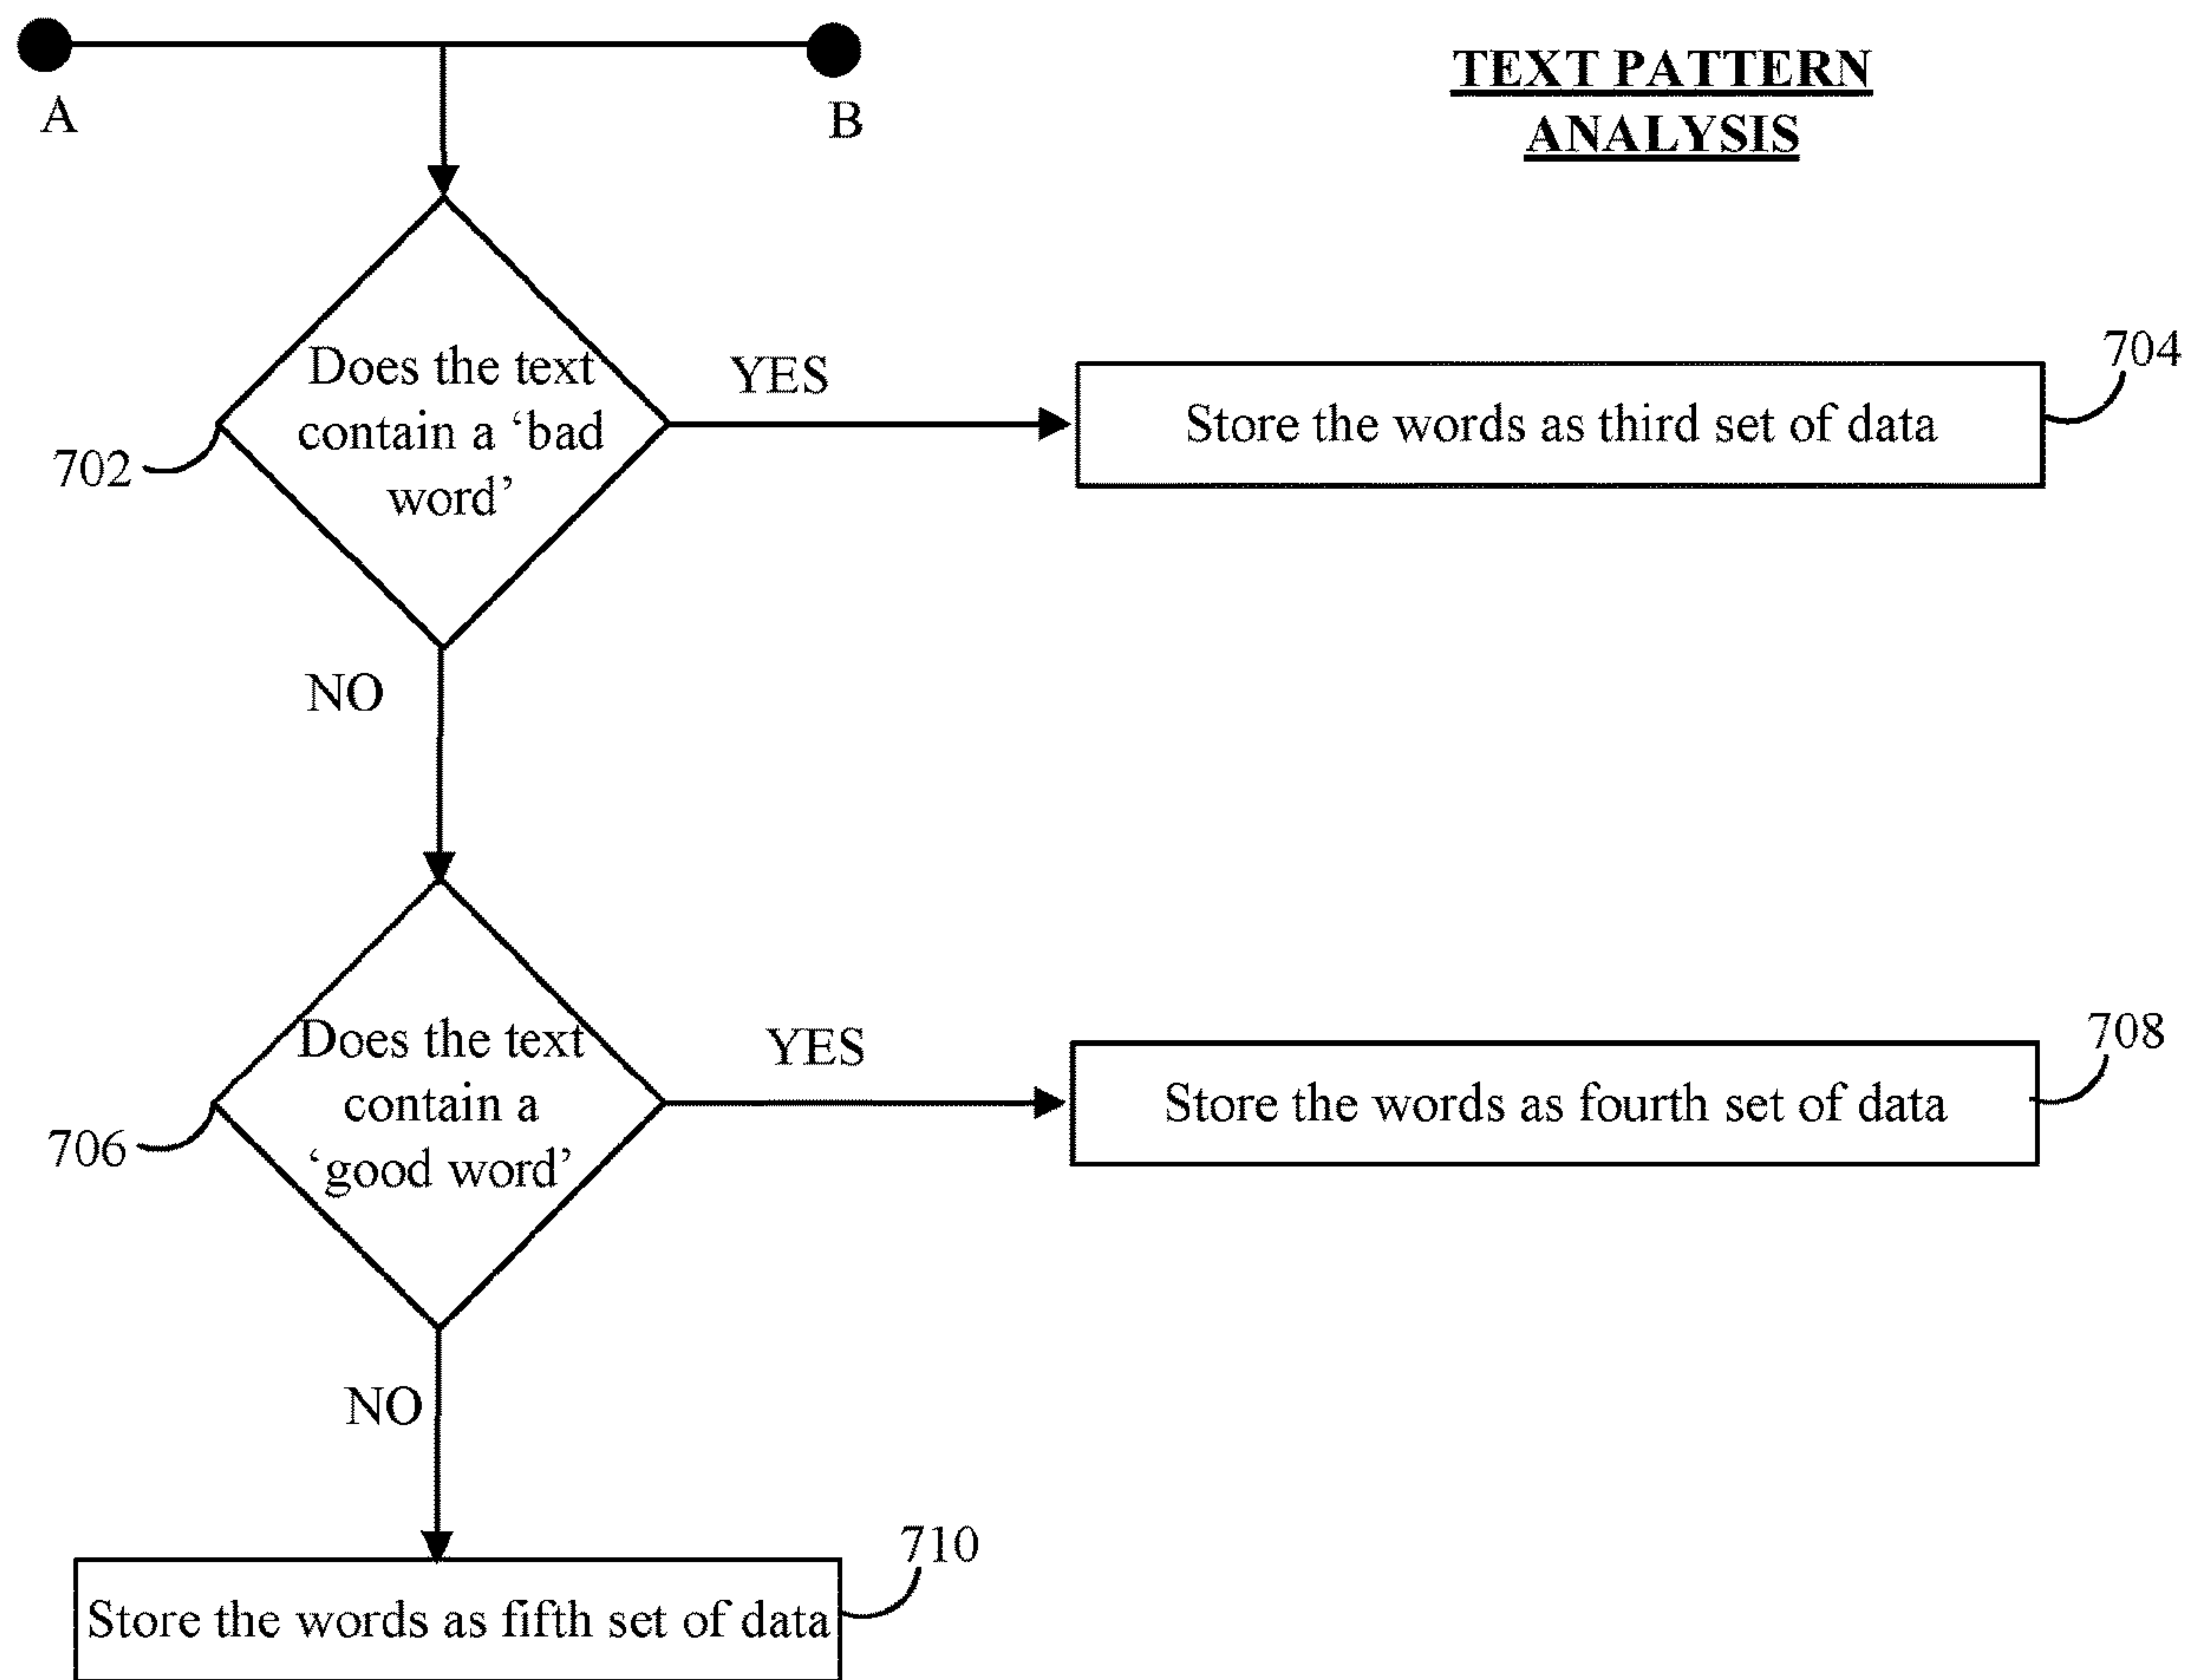 A
B
TEXT PATTERN
ANALYSIS
Does the text
contain a ‘bad
word’
702
YES
Store the words as third set of data
704
NO
Does the text
contain a
‘good word’
706
YES
Store the words as fourth set of data
708
NO
Store the words as fifth set of data
710